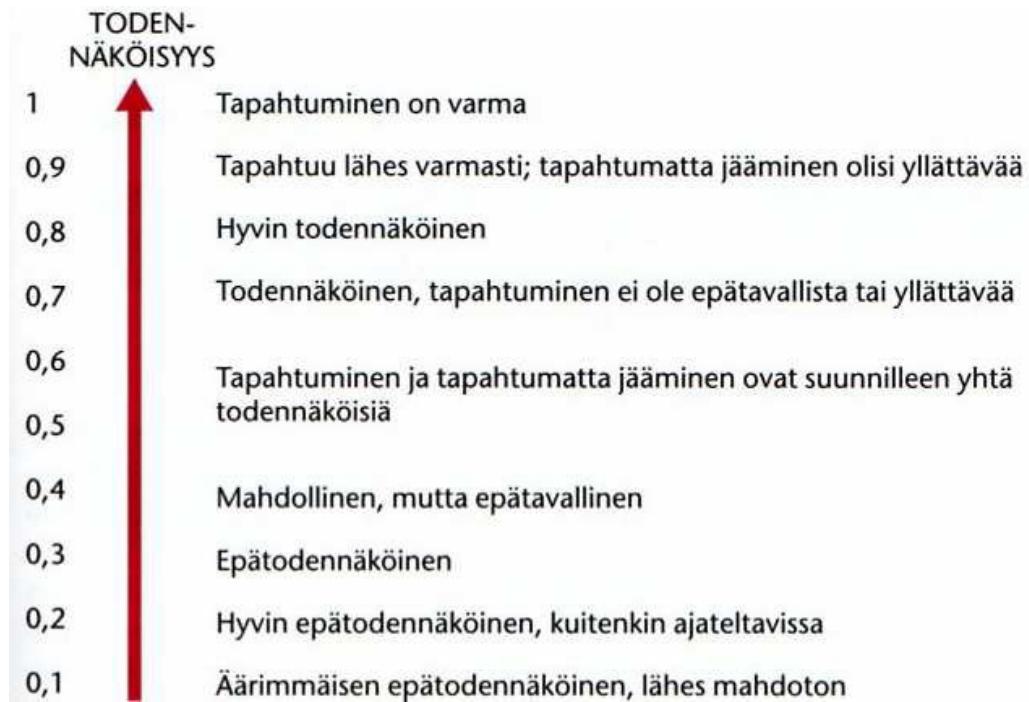 TODEN-
NÄKÖISYYS
1 Tapahtuminen on varma
0,9 Tapahtuu lähes varmasti; tapahtumatta jääminen olisi yllättävää
0,8 Hyvin todennäköinen
0,7 Todennäköinen, tapahtuminen ei ole epätavallista tai yllättävää
0,6
Tapahtuminen ja tapahtumatta jääminen ovat suunnilleen yhtä
todennäköisiä
0,5
0,4 Mahdollinen, mutta epätavallinen
0,3 Epätodennäköinen
0,2 Hyvin epätodennäköinen, kuitenkin ajateltavissa
0,1 Äärimmäisen epätodennäköinen, lähes mahdoton